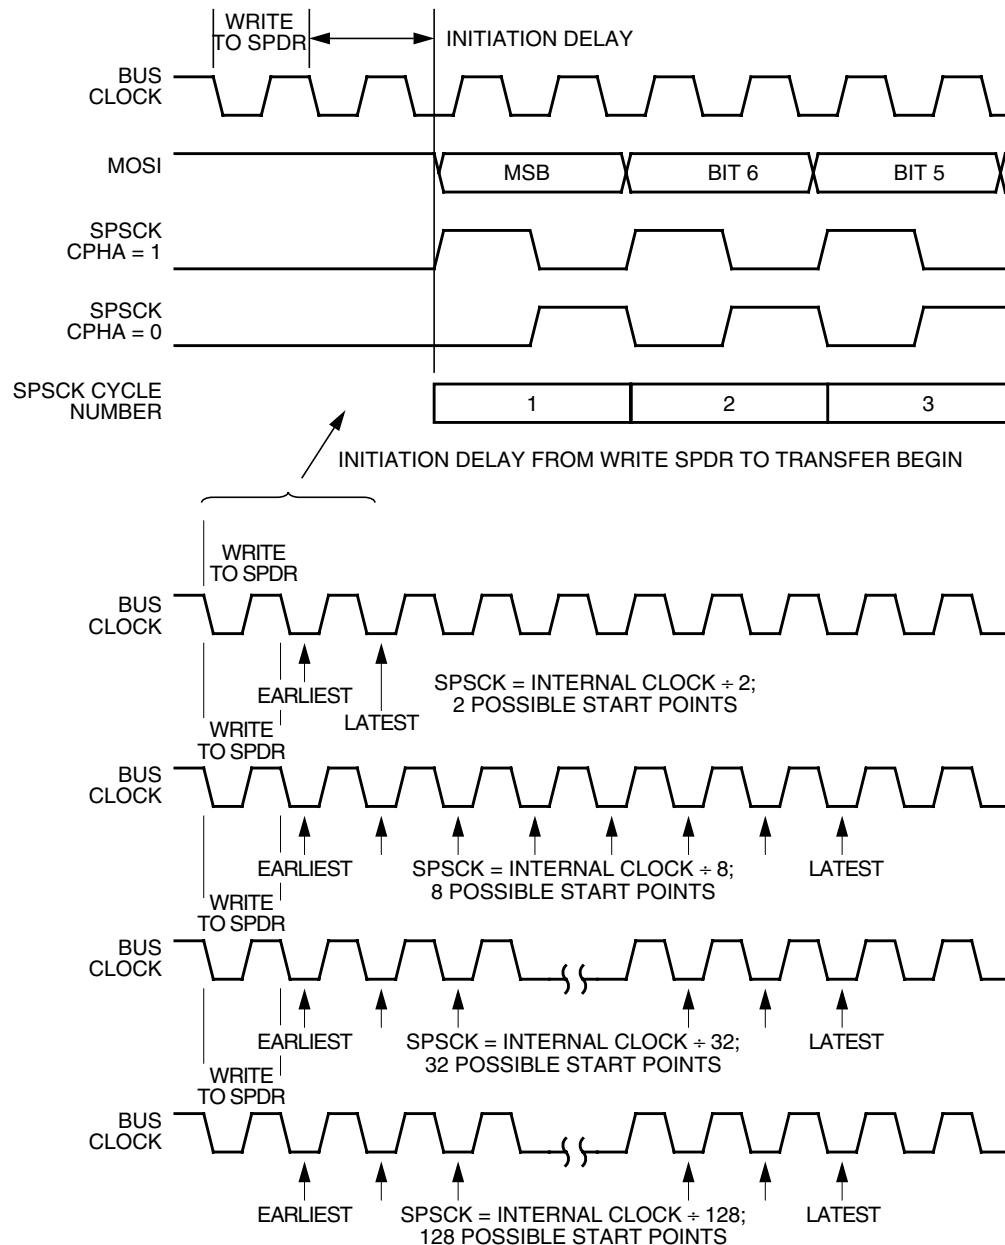 WRITE
TO SPDR
INITIATION DELAY
BUS
CLOCK
MOSI
MSB
BIT 6
BIT 5
SPSCK
CPHA = 1
SPSCK
CPHA = 0
SPSCK CYCLE
NUMBER
1
2
3
INITIATION DELAY FROM WRITE SPDR TO TRANSFER BEGIN
WRITE
TO SPDR
BUS
CLOCK
EARLIEST
LATEST
SPSCK = INTERNAL CLOCK ÷ 2;
2 POSSIBLE START POINTS
WRITE
TO SPDR
BUS
CLOCK
EARLIEST
SPSCK = INTERNAL CLOCK ÷ 8;
8 POSSIBLE START POINTS
LATEST
WRITE
TO SPDR
BUS
CLOCK
EARLIEST
SPSCK = INTERNAL CLOCK ÷ 32;
32 POSSIBLE START POINTS
LATEST
WRITE
TO SPDR
BUS
CLOCK
EARLIEST
SPSCK = INTERNAL CLOCK ÷ 128;
128 POSSIBLE START POINTS
LATEST